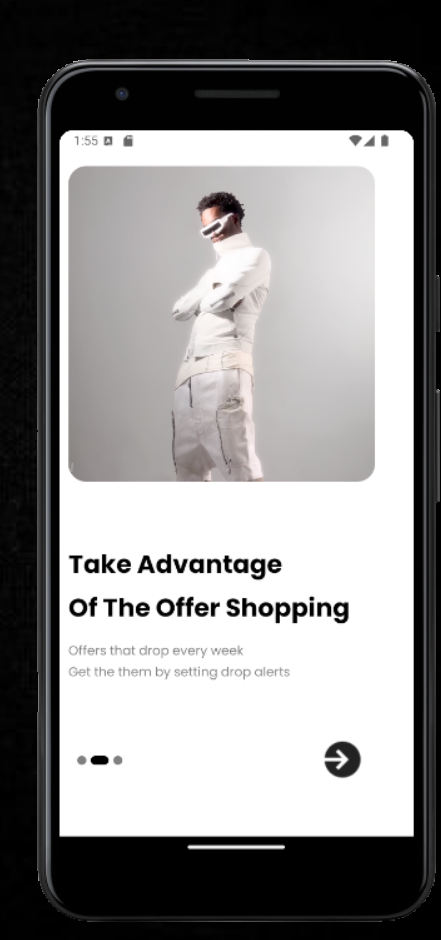 1:55
Take Advantage
Of The Offer Shopping
Offers that drop every week
Get the them by setting drop alerts